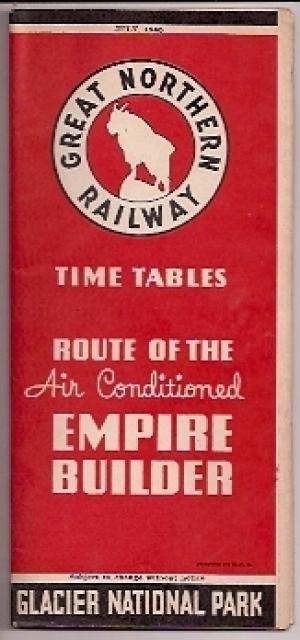 GREAT NORTHERN
RAILWAY
TIME TABLES
ROUTE OF THE
Air Conditioned
EMPIRE
BUILDER
Subject to change without notice
GLACIER NATIONAL PARK